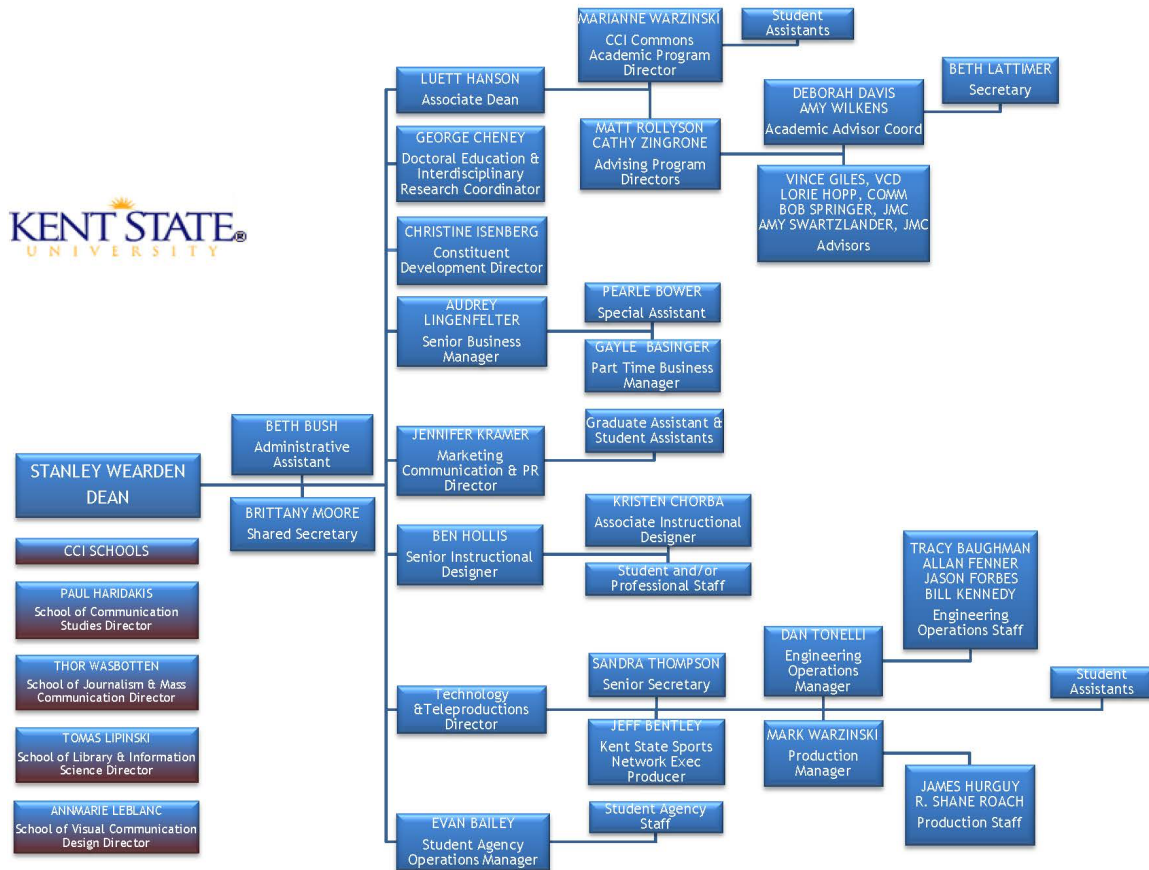 MARIANNE WARZINSKI
CCI Commons
Academic Program
Director
Student
Assistants
LUETT HANSON
Associate Dean
BETH LATTIMER
Secretary
DEBORAH DAVIS
AMY WILKENS
Academic Advisor Coord
MATT ROLLYSON
CATHY ZINGRONE
Advising Program
Directors
GEORGE CHENEY
Doctoral Education &
Interdisciplinary
Research Coordinator
VINCE GILES, VCD
LORIE HOPP, COMM
BOB SPRINGER, JMC
AMY SWARTZLANDER, JMC
Advisors
KENT STATE®
UNIVERSITY
CHRISTINE ISENBERG
Constituent
Development Director
AUDREY
LINGENFELTER
Senior Business
Manager
PEARLE BOWER
Special Assistant
GAYLE BASINGER
Part Time Business
Manager
BETH BUSH
Administrative
Assistant
JENNIFER KRAMER
Marketing
Communication & PR
Director
Graduate Assistant &
Student Assistants
STANLEY WEARDEN
DEAN
BRITTANY MOORE
Shared Secretary
BEN HOLLIS
Senior Instructional
Designer
KRISTEN CHORBA
Associate Instructional
Designer
Student and/or
Professional Staff
CCI SCHOOLS
PAUL HARIDAKIS
School of Communication
Studies Director
THOR WASBOTTEN
School of Journalism & Mass
Communication Director
TOMAS LIPINSKI
School of Library & Information
Science Director
ANNMARIE LEBLANC
School of Visual Communication
Design Director
TRACY BAUGHMAN
ALLAN FENNER
JASON FORBES
BILL KENNEDY
Engineering
Operations Staff
DAN TONELLI
Engineering
Operations
Manager
SANDRA THOMPSON
Senior Secretary
Student
Assistants
Technology
&Teleproductions
Director
JEFF BENTLEY
Kent State Sports
Network Exec
Producer
MARK WARZINSKI
Production
Manager
JAMES HURGUY
R. SHANE ROACH
Production Staff
EVAN BAILEY
Student Agency
Operations Manager
Student Agency
Staff